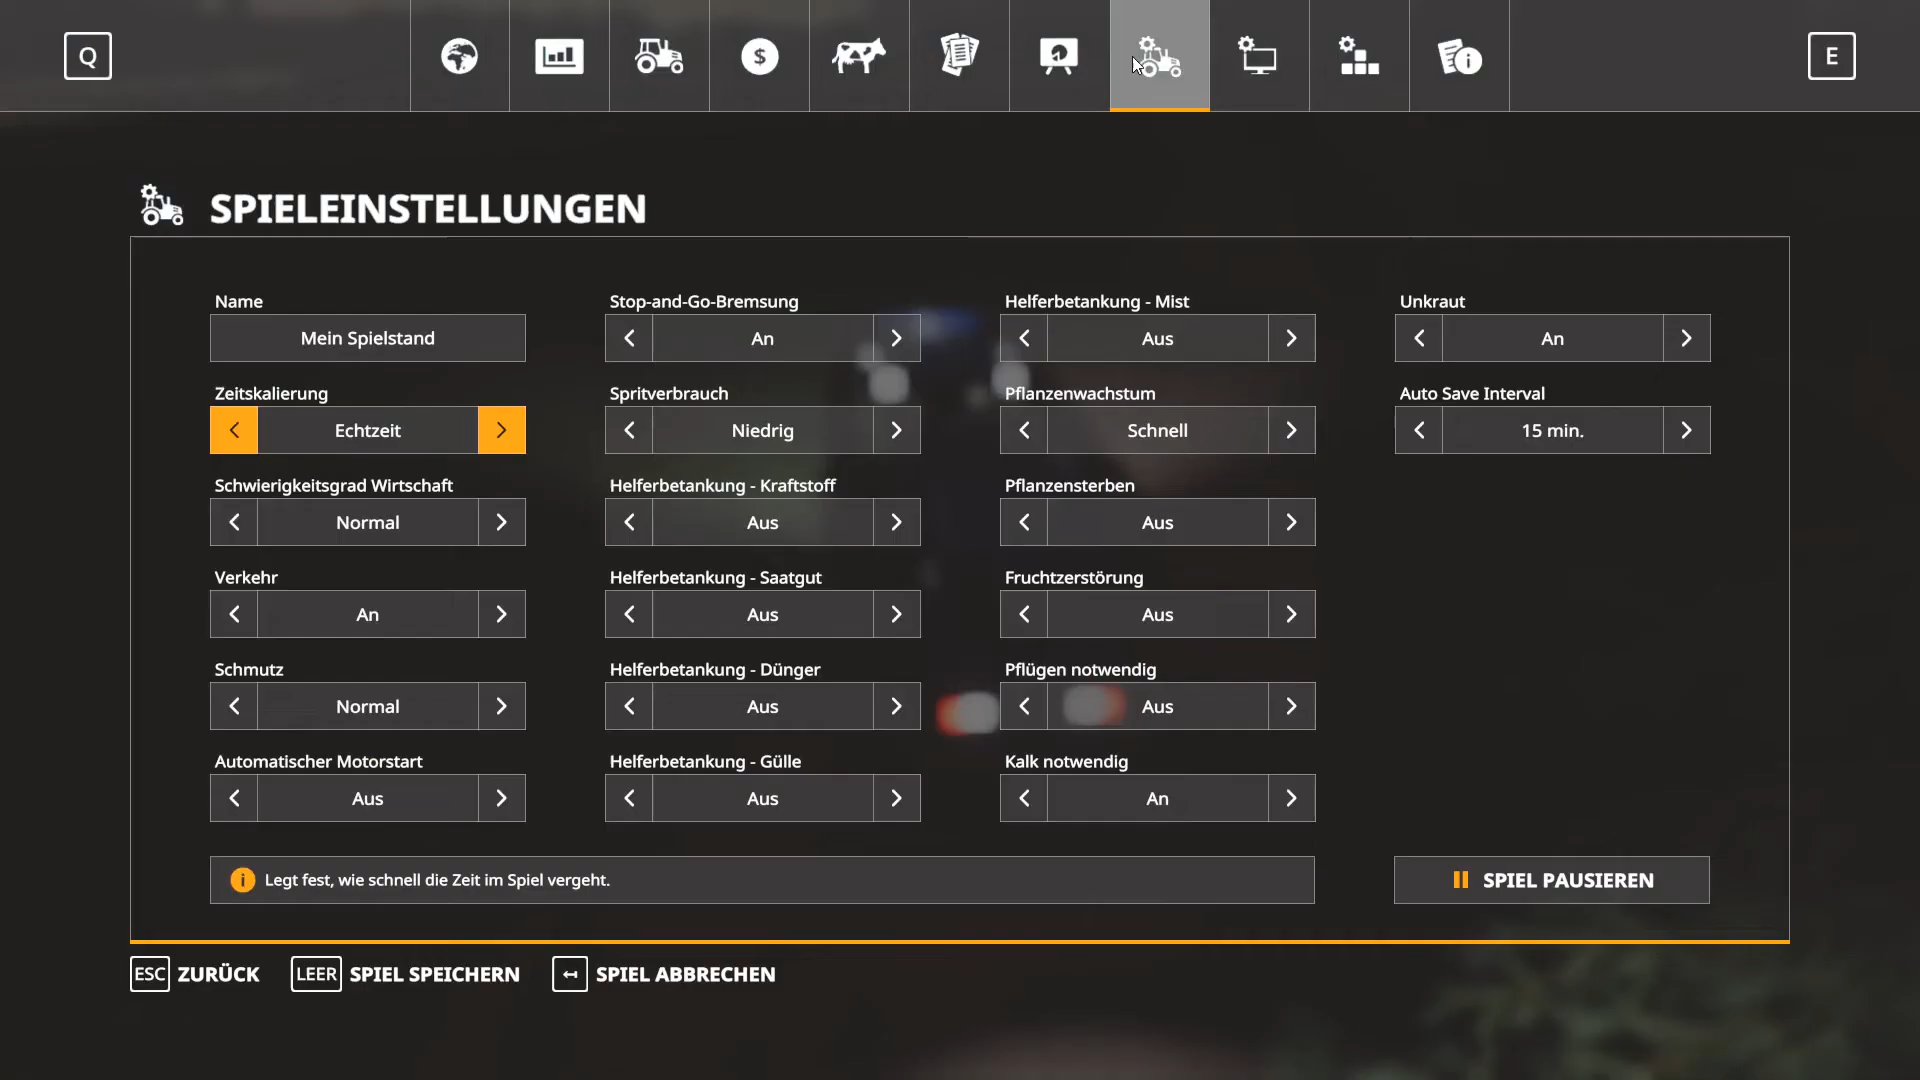 Q
$
E
SPIELEINSTELLUNGEN
Name
Mein Spielstand
Zeitskalierung
Echtzeit
Schwierigkeitsgrad Wirtschaft
Normal
Verkehr
An
Schmutz
Normal
Automatischer Motorstart
Aus
Stop-and-Go-Bremsung
An
Spritverbrauch
Niedrig
Helferbetankung - Kraftstoff
Aus
Helferbetankung - Saatgut
Aus
Helferbetankung - Dünger
Aus
Helferbetankung - Gülle
Aus
Helferbetankung - Mist
Aus
Pflanzenwachstum
Schnell
Pflanzensterben
Aus
Fruchtzerstörung
Aus
Pflügen notwendig
Aus
Kalk notwendig
An
Unkraut
An
Auto Save Interval
15 min.
Legt fest, wie schnell die Zeit im Spiel vergeht.
SPIEL PAUSIEREN
ESC ZURÜCK LEER SPIEL SPEICHERN SPIEL ABBRECHEN